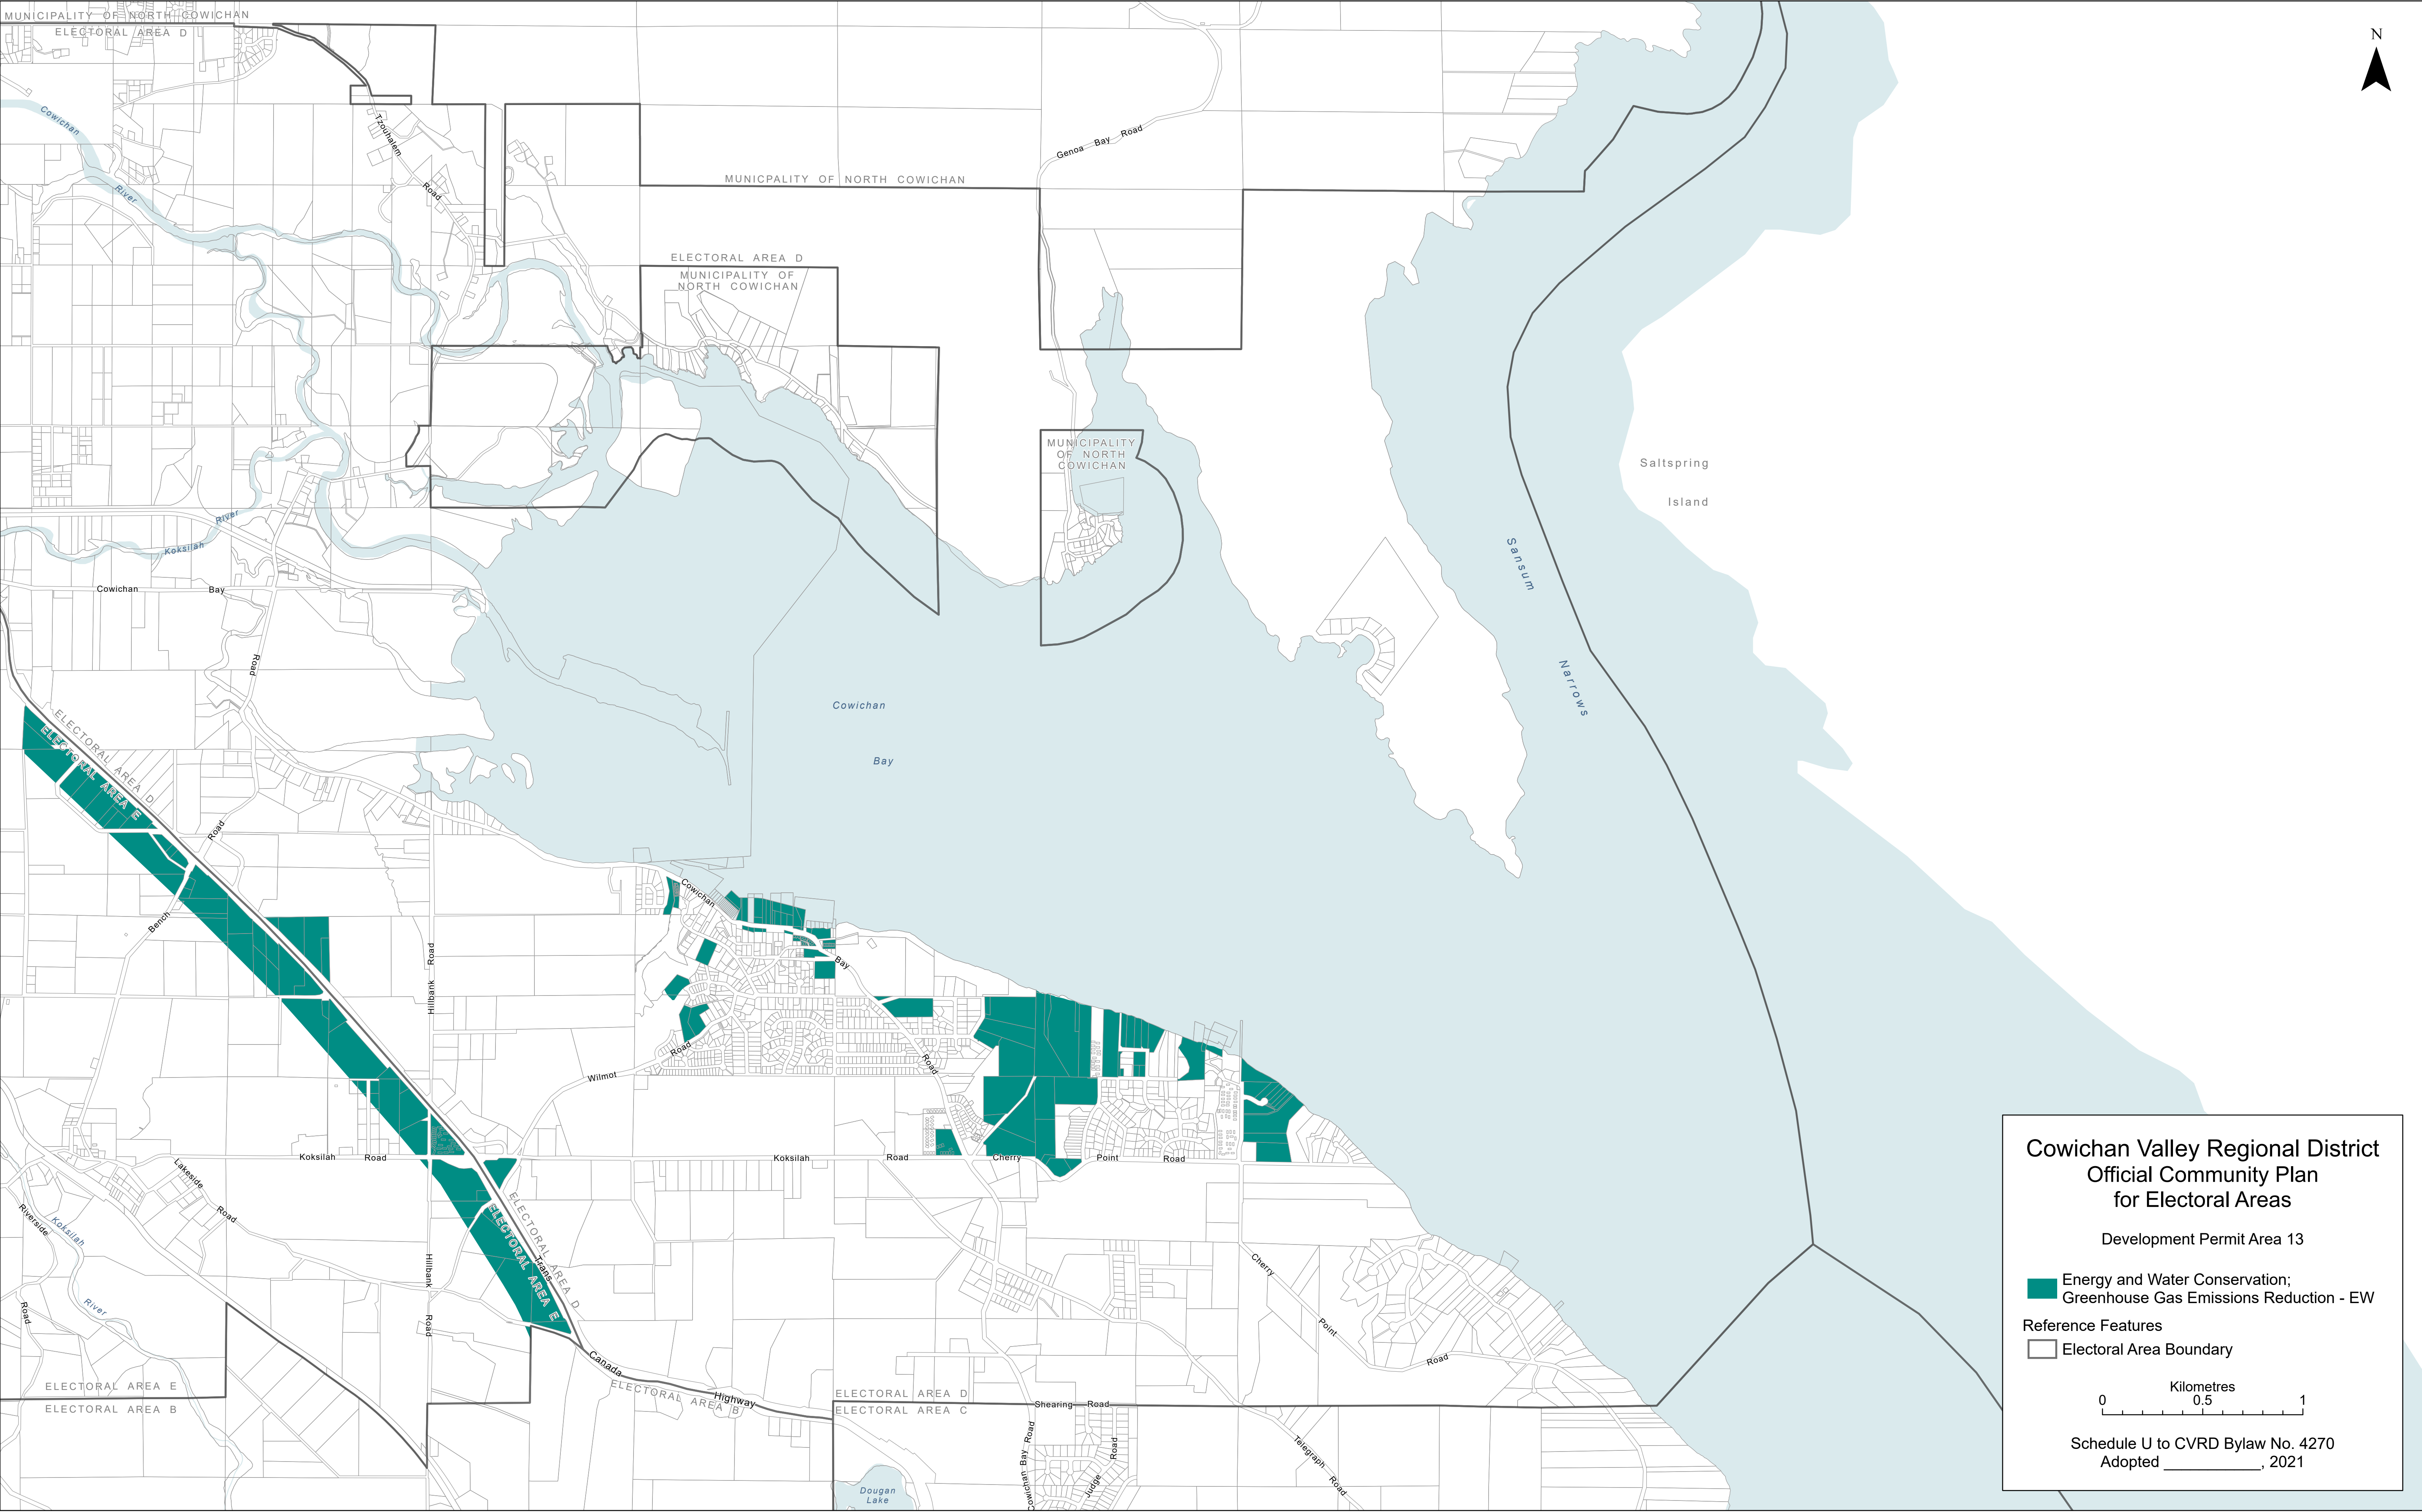 MUNICIPALITY OF NORTH COWICHAN
ELECTORAL AREA D
N
Cowichan
River
Tzouhalem
Road
Genoa Bay Road
MUNICPALITY OF NORTH COWICHAN
ELECTORAL AREA D
MUNICIPALITY OF
NORTH COWICHAN
MUNICIPALITY
OF NORTH
COWICHAN
Saltspring
Island
Sansum
Narrows
River
Koksilah
Cowichan Bay
Road
Cowichan
Bay
ELECTORAL AREA D
ELECTORAL AREA E
Road
Bench
Hillbank Road
Cowichan
Bay
Road
Road
Wilmot
Koksilah Road
Koksilah Road
Cherry Point Road
Lakeside
Road
Riverside
Road
Koksilah
River
Hillbank
Road
ELECTORAL AREA D
ELECTORAL AREA E
Trans
Canada
Highway
ELECTORAL AREA B
ELECTORAL AREA E
ELECTORAL AREA B
ELECTORAL AREA D
ELECTORAL AREA C
Cherry
Point
Road
Shearing Road
Cowichan Bay Road
Judge
Road
Telegraph
Road
Dougan
Lake
Cowichan Valley Regional District
Official Community Plan
for Electoral Areas
Development Permit Area 13
Energy and Water Conservation;
Greenhouse Gas Emissions Reduction - EW
Reference Features
Electoral Area Boundary
Kilometres
0 0.5 1
Schedule U to CVRD Bylaw No. 4270
Adopted ____________, 2021